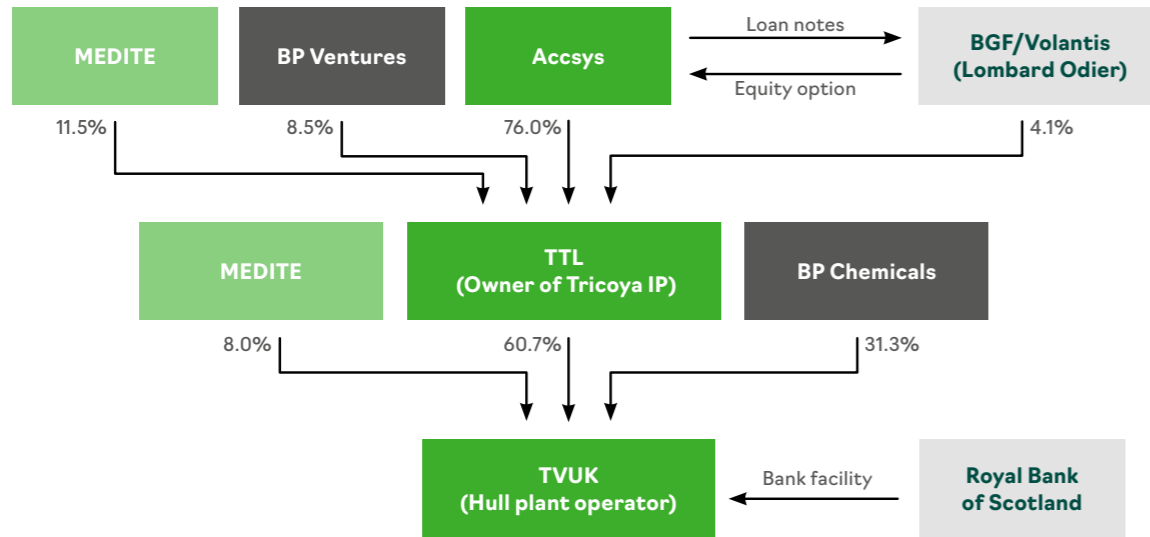 MEDITE
BP Ventures
Accsys
Loan notes
Equity option
BGF/Volantis
(Lombard Odier)
11.5%
8.5%
76.0%
4.1%
MEDITE
TTL
(Owner of Tricoya IP)
BP Chemicals
8.0%
60.7%
31.3%
TVUK
(Hull plant operator)
Bank facility
Royal Bank
of Scotland